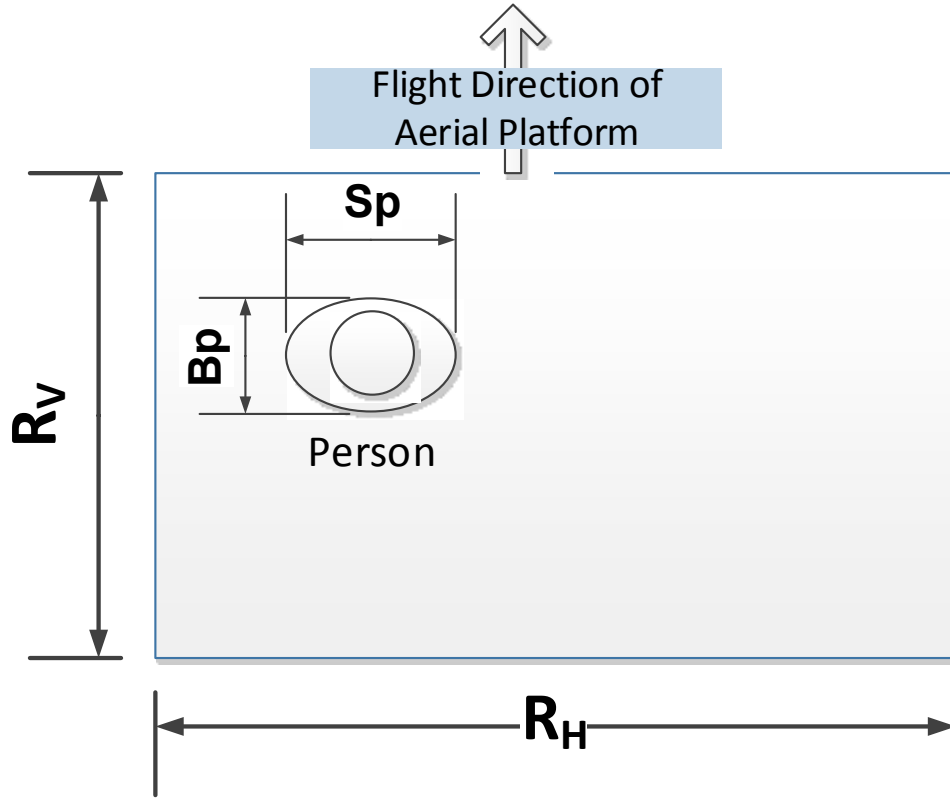 Flight Direction of
Aerial Platform
Sp
Bp
Person
RV
RH